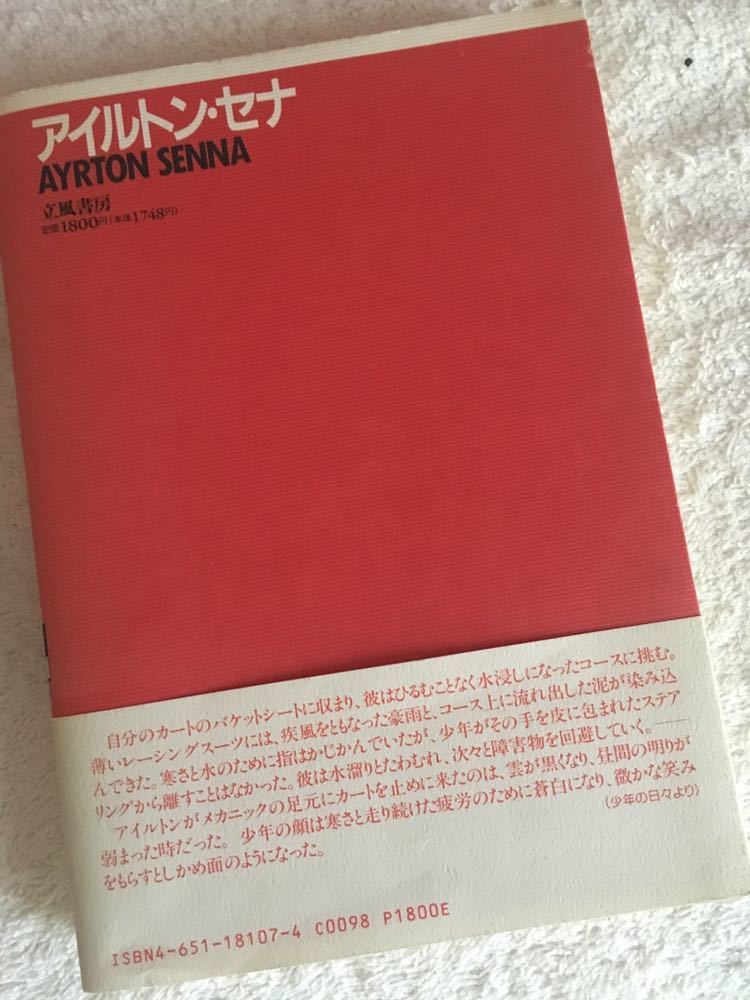 アイルトン・セナ
AYRTON SENNA
立風書房
定価1800円(本体1748円)
自分のカートのバケットシートに収まり、彼はひるむことなく水浸しになったコースに挑む。
薄いレーシングスーツには、疾風をともなった豪雨と、コース上に流れ出した泥が染み込
んできた。寒さと水のために指はかじかんでいたが、少年がその手を皮に包まれたステア
リングから離すことはなかった。彼は水溜りとたわむれ、次々と障害物を回避していく。――
アイルトンがメカニックの足元にカートを止めに来たのは、雲が黒くなり、昼間の明りが
弱まった時だった。少年の顔は寒さと走り続けた疲労のために蒼白になり、微かな笑み
をもらすとしかめ面のようになった。
(少年の日々より)
ISBN4-651-18107-4 C0098 P1800E